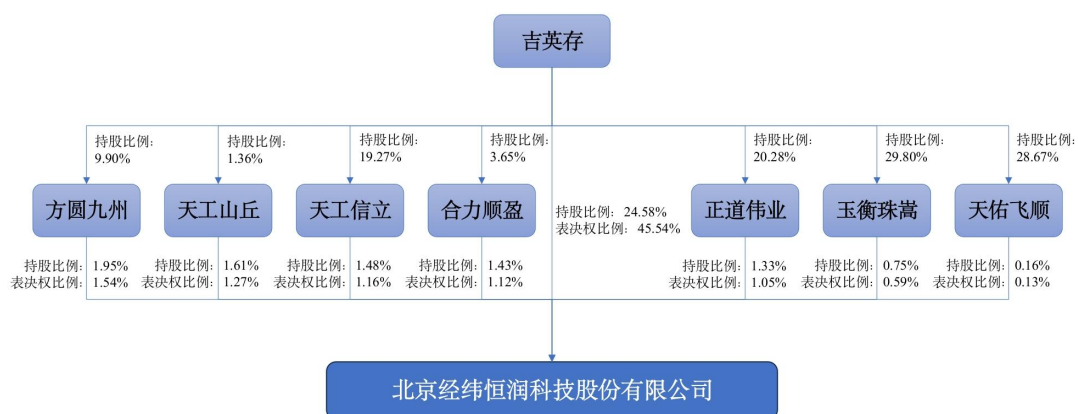 吉英存
持股比例：
9.90%
持股比例：
1.36%
持股比例：
19.27%
持股比例：
3.65%
持股比例：
20.28%
持股比例：
29.80%
持股比例：
28.67%
方圆九州
天工山丘
天工信立
合力顺盈
正道伟业
玉衡珠嵩
天佑飞顺
持股比例：24.58%
表决权比例：45.54%
持股比例：1.95%
表决权比例：1.54%
持股比例：1.61%
表决权比例：1.27%
持股比例：1.48%
表决权比例：1.16%
持股比例：1.43%
表决权比例：1.12%
持股比例：1.33%
表决权比例：1.05%
持股比例：0.75%
表决权比例：0.59%
持股比例：0.16%
表决权比例：0.13%
北京经纬恒润科技股份有限公司